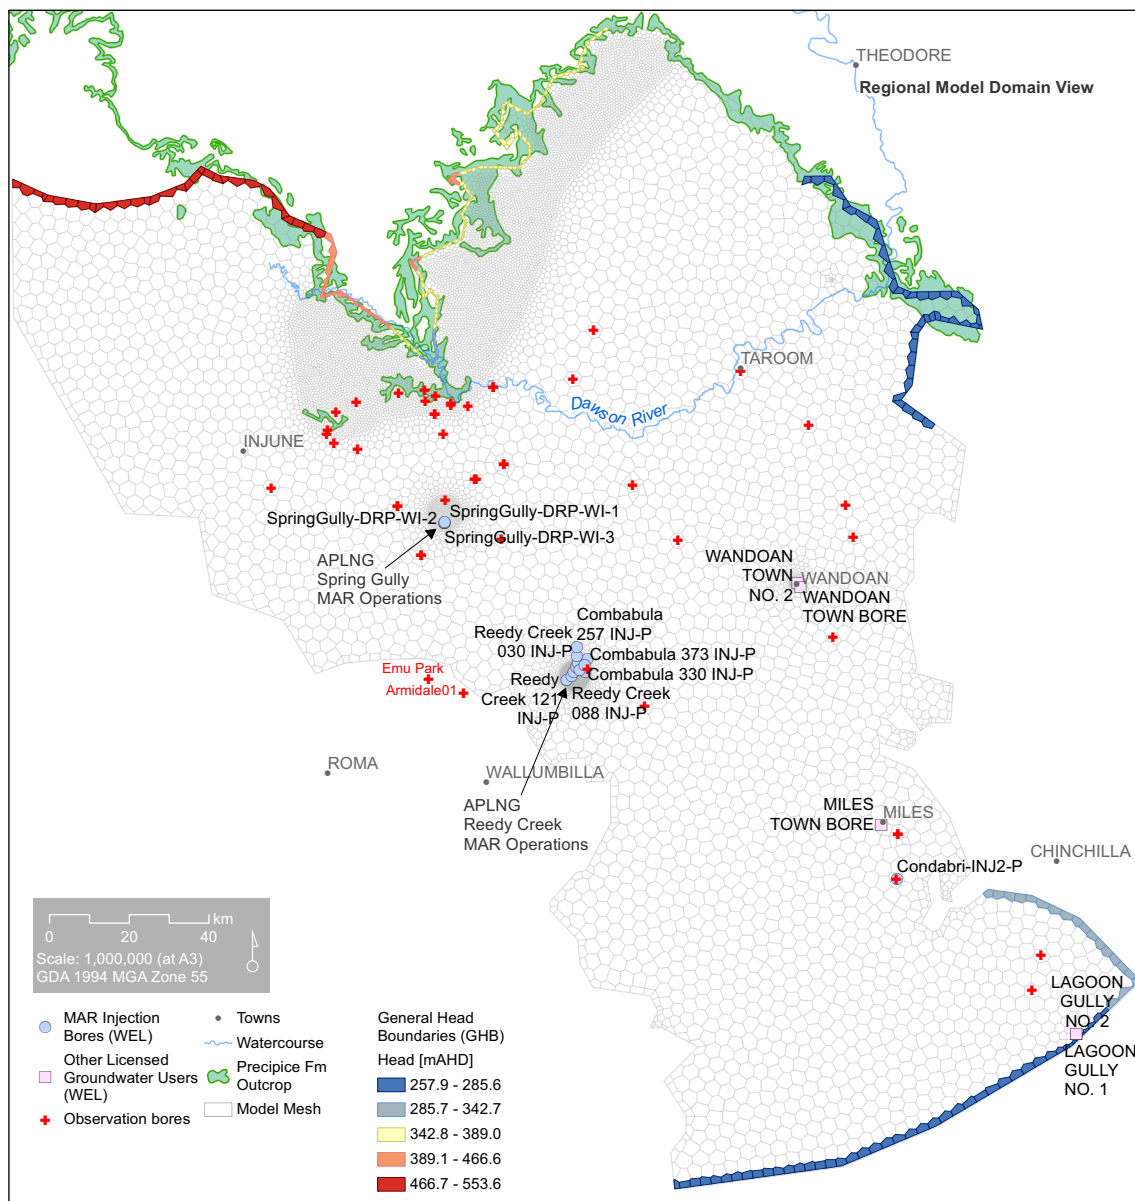 THEODORE
Regional Model Domain View
TAROOM
Dawson River
INJUNE
SpringGully-DRP-WI-2
SpringGully-DRP-WI-1
SpringGully-DRP-WI-3
APLNG
Spring Gully
MAR Operations
WANDOAN
TOWN
NO. 2
WANDOAN
WANDOAN
TOWN BORE
Combabula
257 INJ-P
Reedy Creek
030 INJ-P
Combabula 373 INJ-P
Combabula 330 INJ-P
Emu Park
Armidale01
Reedy
Creek 121
INJ-P
Reedy Creek
088 INJ-P
ROMA
WALLUMBILLA
APLNG
Reedy Creek
MAR Operations
MILES
TOWN BORE
MILES
CHINCHILLA
Condabri-INJ2-P
LAGOON
GULLY
NO. 2
LAGOON
GULLY
NO. 1
km
0 20 40
Scale: 1,000,000 (at A3)
GDA 1994 MGA Zone 55
MAR Injection
Bores (WEL)
Other Licensed
Groundwater Users
(WEL)
Observation bores
Towns
Watercourse
Precipice Fm
Outcrop
Model Mesh
General Head
Boundaries (GHB)
Head [mAHD]
257.9 - 285.6
285.7 - 342.7
342.8 - 389.0
389.1 - 466.6
466.7 - 553.6